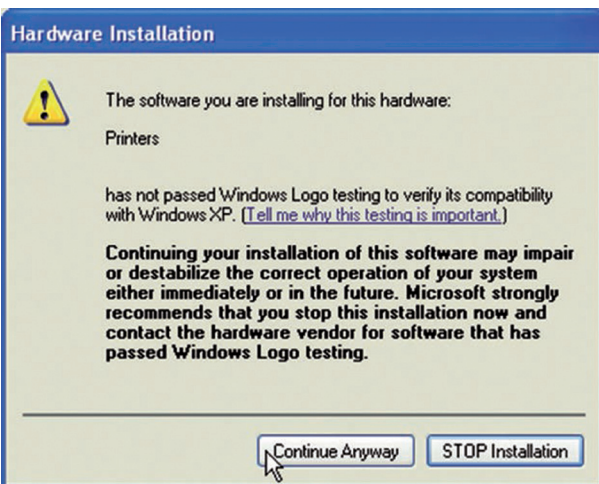 Hardware Installation
The software you are installing for this hardware:
Printers
has not passed Windows Logo testing to verify its compatibility
with Windows XP. (Tell me why this testing is important.)
Continuing your installation of this software may impair
or destabilize the correct operation of your system
either immediately or in the future. Microsoft strongly
recommends that you stop this installation now and
contact the hardware vendor for software that has
passed Windows Logo testing.
Continue Anyway STOP Installation